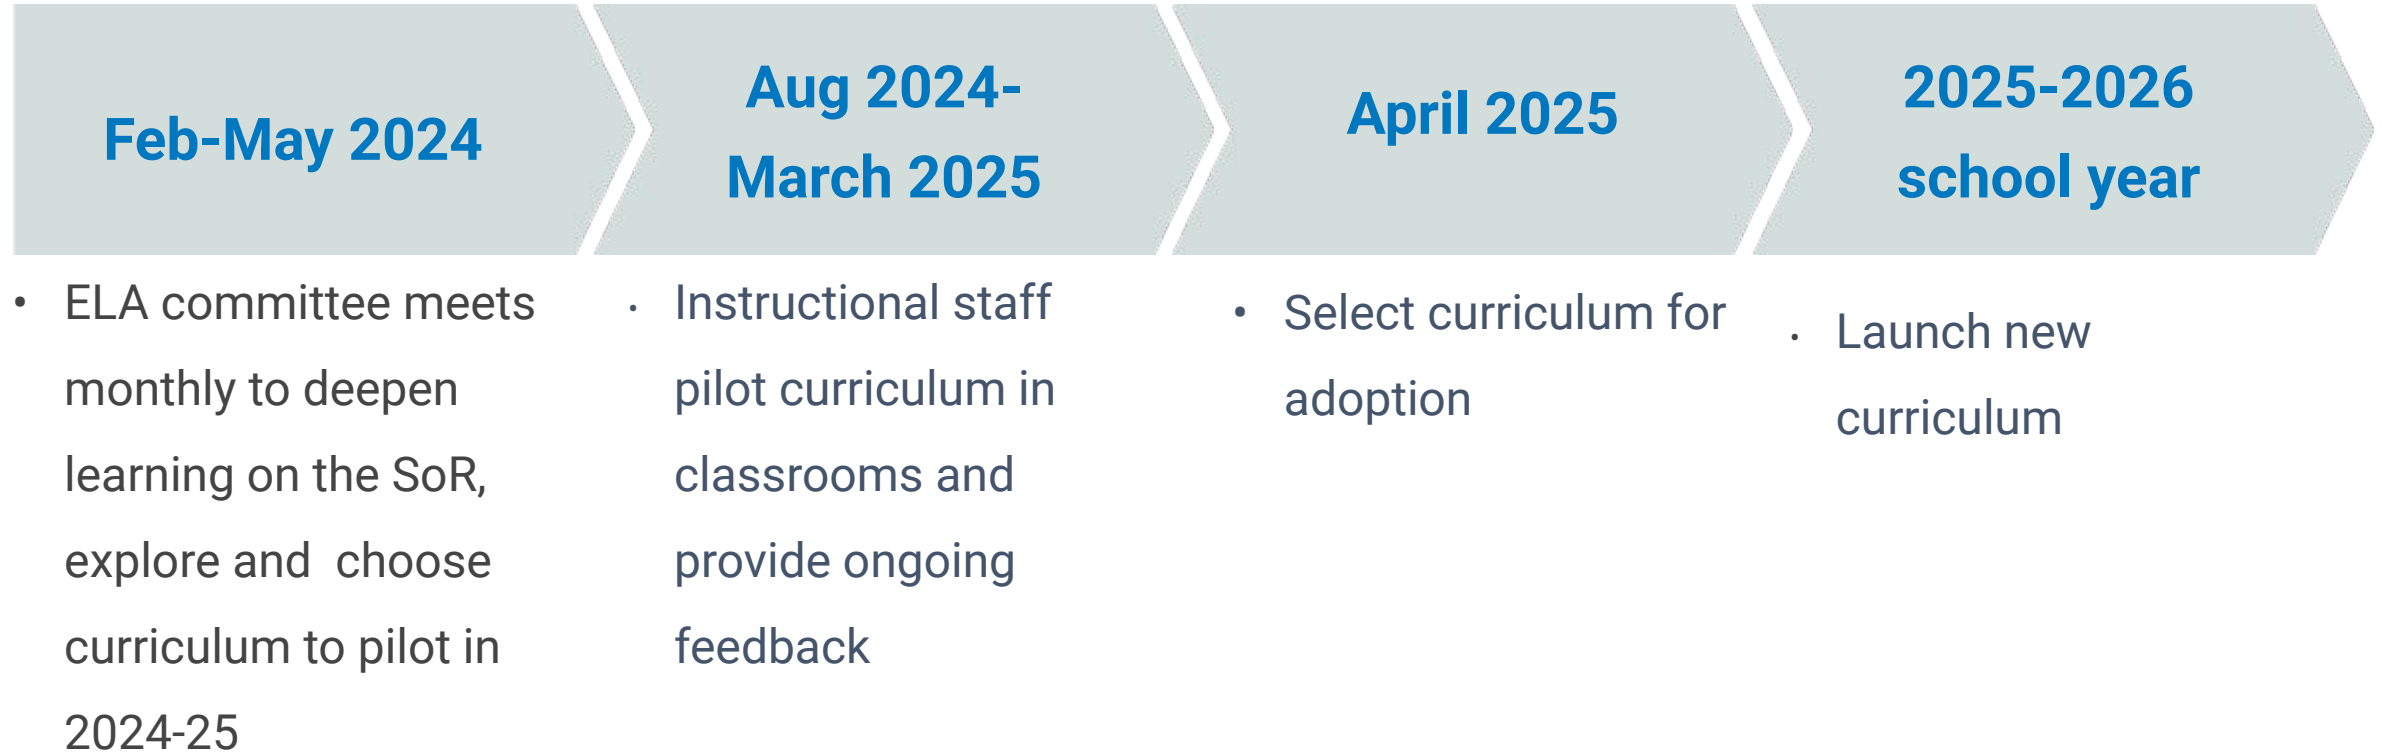 Feb-May 2024
Aug 2024-
March 2025
April 2025
2025-2026
school year
• ELA committee meets
monthly to deepen
learning on the SoR,
explore and  choose
curriculum to pilot in
2024-25
• Instructional staff
pilot curriculum in
classrooms and
provide ongoing
feedback
• Select curriculum for
adoption
• Launch new
curriculum